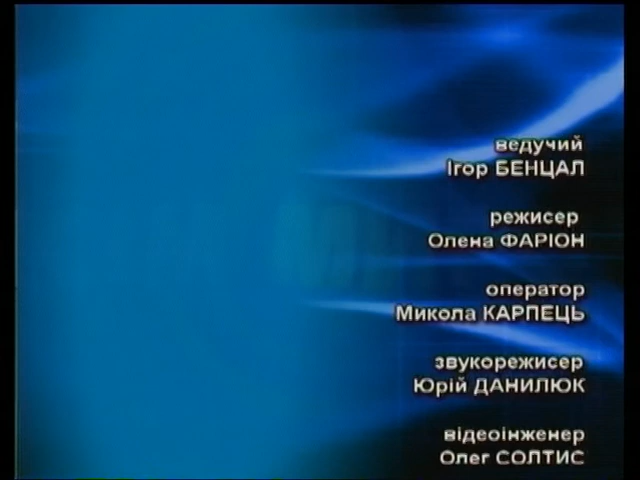 ведучий
Ігор БЕНЦАЛ
режисер
Олена ФАРІОН
оператор
Микола КАРПЕЦЬ
звукорежисер
Юрій ДАНИЛЮК
відеоінженер
Олег СОЛТИС